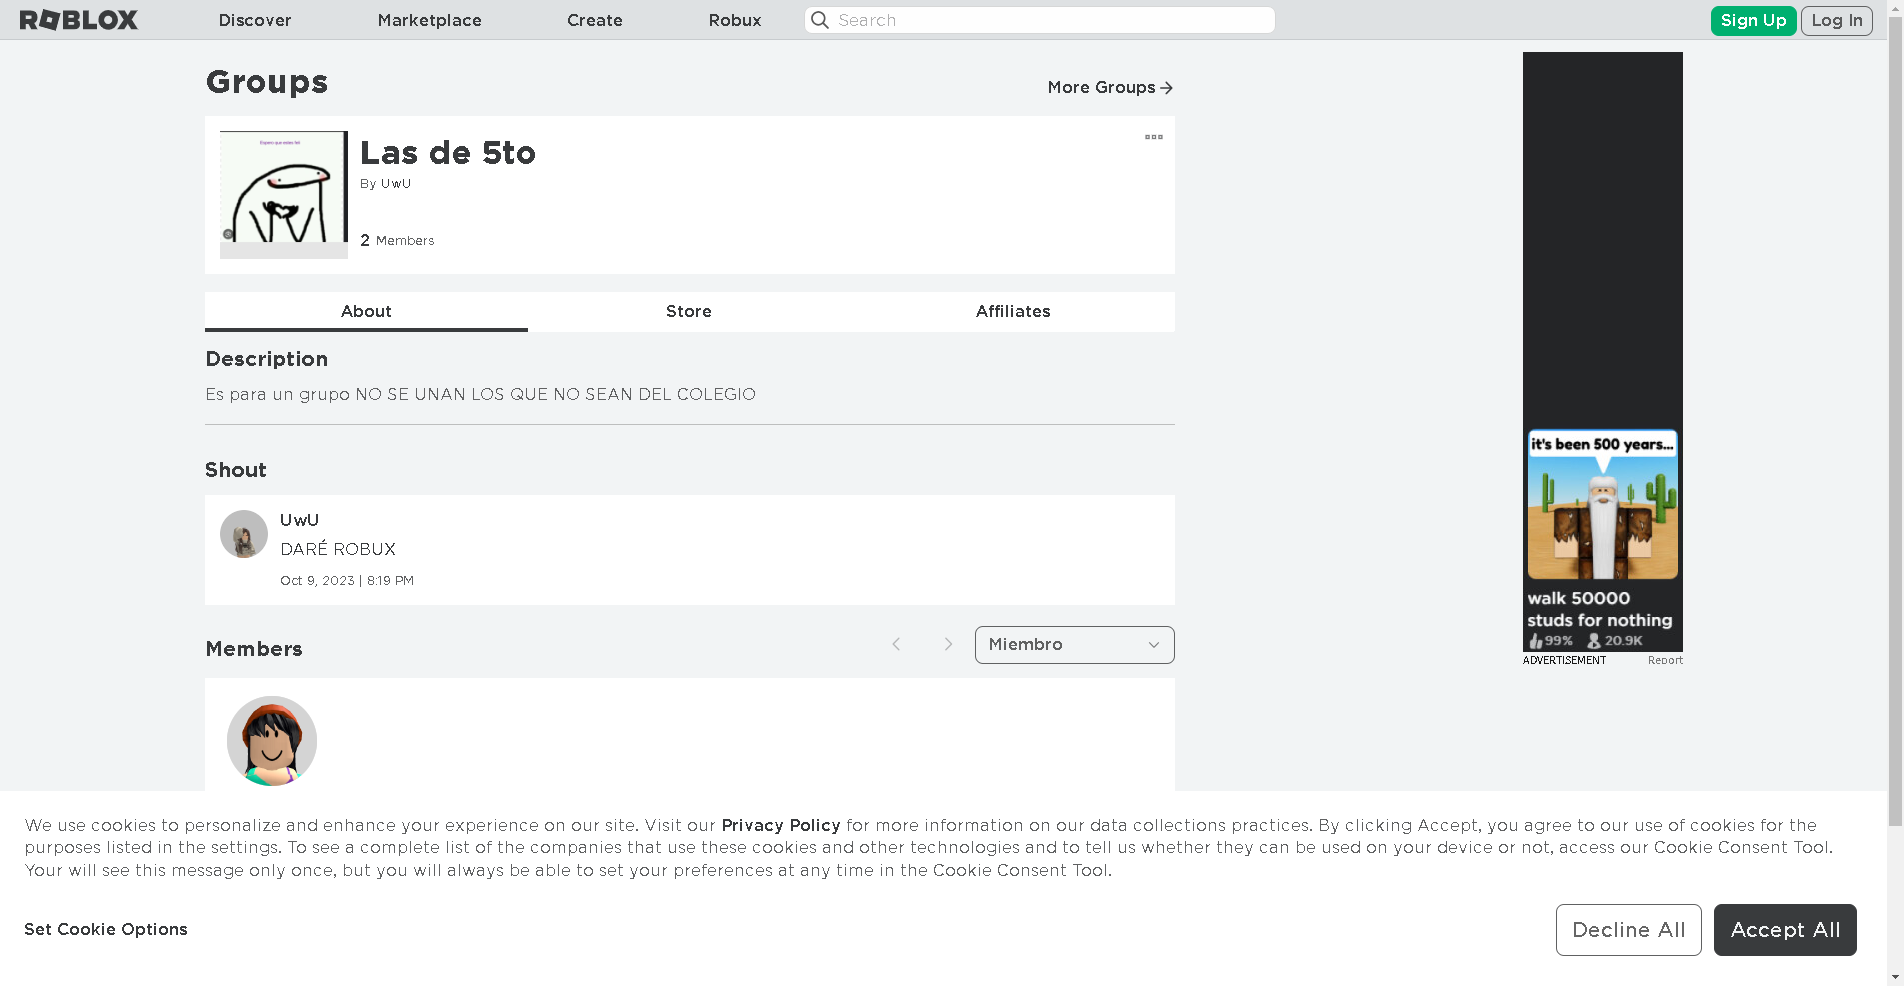 ROBLOX
Discover
Marketplace
Create
Robux
Search
Sign Up
Log In
Groups
More Groups
Espero que estes feli
Las de 5to
By UwU
2 Members
About
Store
Affiliates
Description
Es para un grupo NO SE UNAN LOS QUE NO SEAN DEL COLEGIO
Shout
UwU
DARÉ ROBUX
Oct 9, 2023 | 8:19 PM
Members
Miembro
it's been 500 years...
walk 50000
studs for nothing
99% 20.9K
ADVERTISEMENT
Report
We use cookies to personalize and enhance your experience on our site. Visit our Privacy Policy for more information on our data collections practices. By clicking Accept, you agree to our use of cookies for the
purposes listed in the settings. To see a complete list of the companies that use these cookies and other technologies and to tell us whether they can be used on your device or not, access our Cookie Consent Tool.
Your will see this message only once, but you will always be able to set your preferences at any time in the Cookie Consent Tool.
Set Cookie Options
Decline All
Accept All